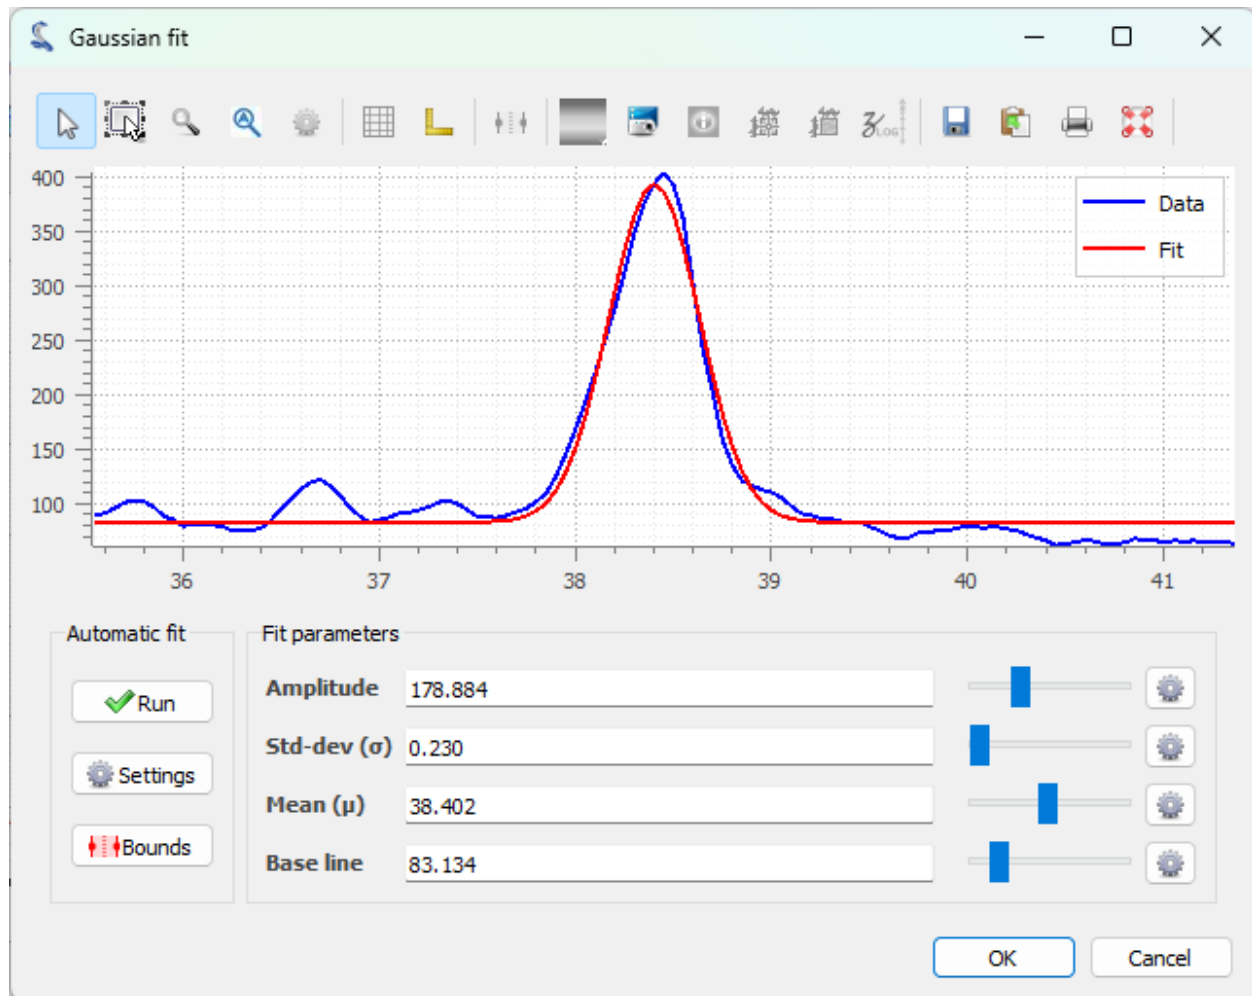 Gaussian fit
LOG
400
350
300
250
200
150
100
Data
Fit
36 37 38 39 40 41
Automatic fit
Run
Settings
Bounds
Fit parameters
Amplitude 178.884
Std-dev (σ) 0.230
Mean (μ) 38.402
Base line 83.134
OK Cancel